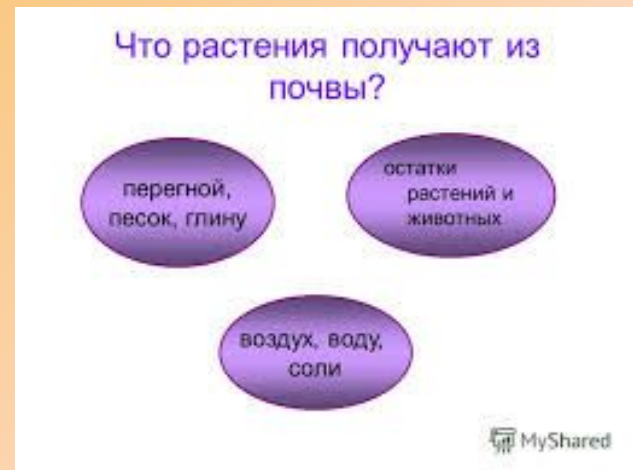 Что растения получают из
почвы?
перегной,
песок, глину
остатки
растений и
животных
воздух, воду,
соли
MyShared